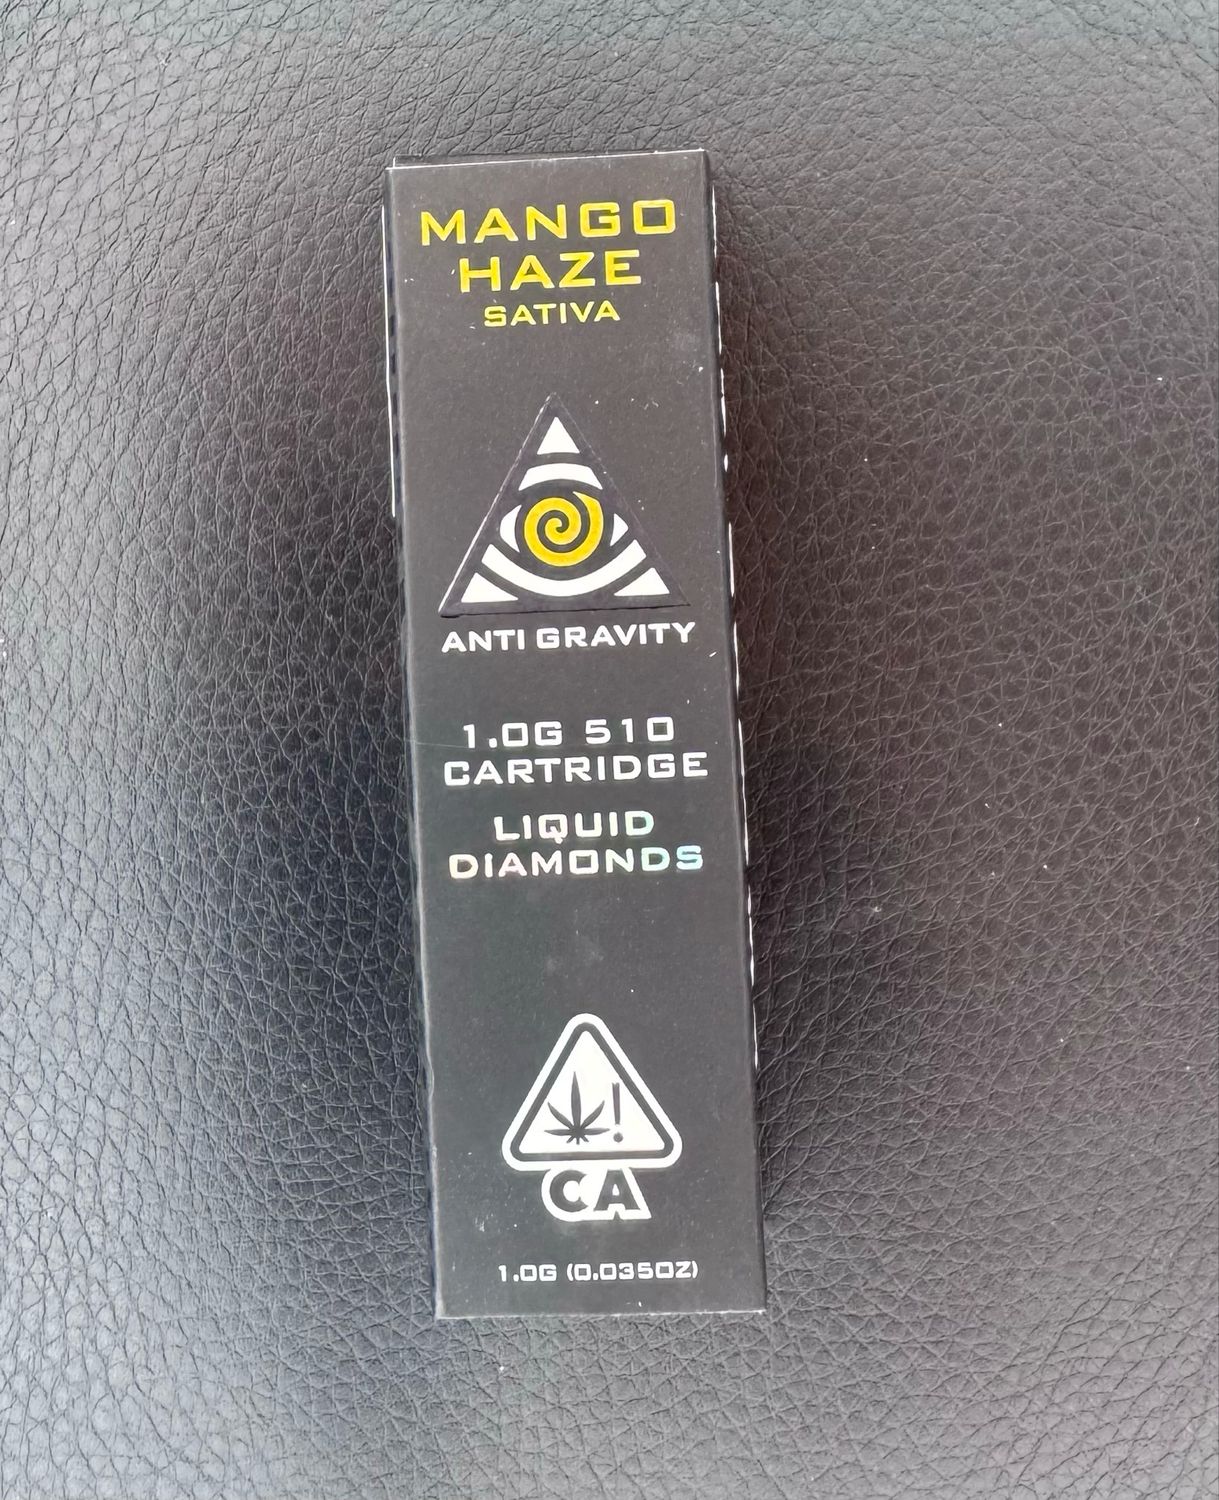 MANGO
HAZE
SATIVA
ANTI GRAVITY
1.0G 510
CARTRIDGE
LIQUID
DIAMONDS
!
CA
1.0G (0.035OZ)